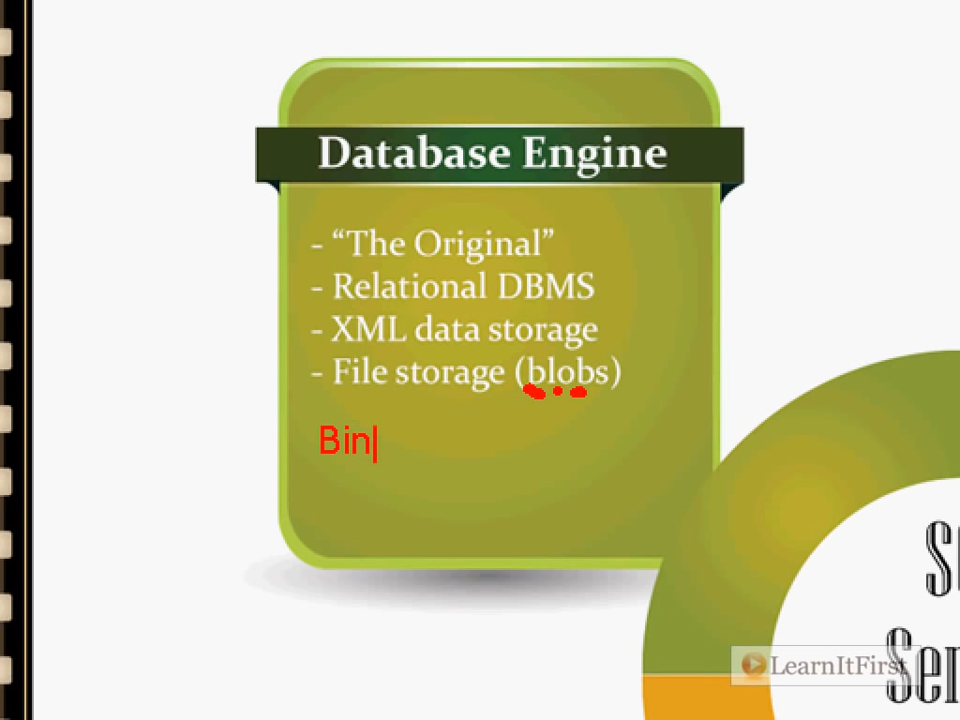 Database Engine
- “The Original”
- Relational DBMS
- XML data storage
- File storage (blobs)
Bin
LearnItFirst